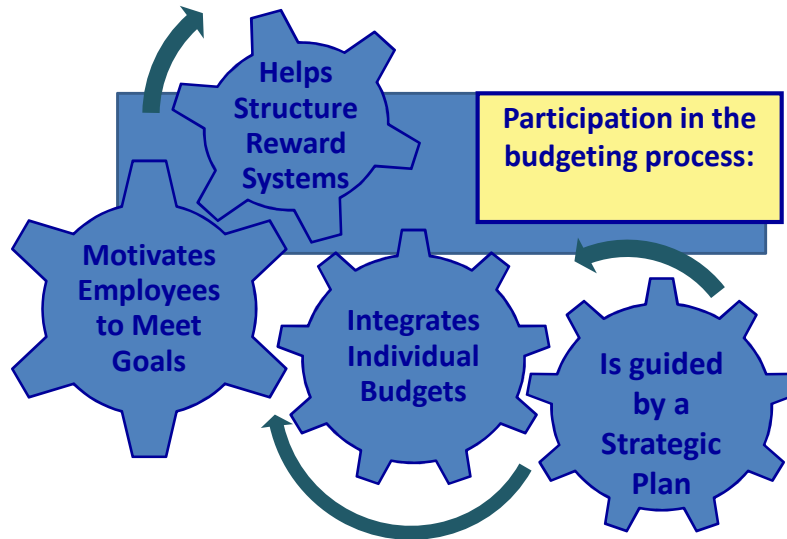 Participation in the
budgeting process:
Helps
Structure
Reward
Systems
Motivates
Employees
to Meet
Goals
Integrates
Individual
Budgets
Is guided
by a
Strategic
Plan